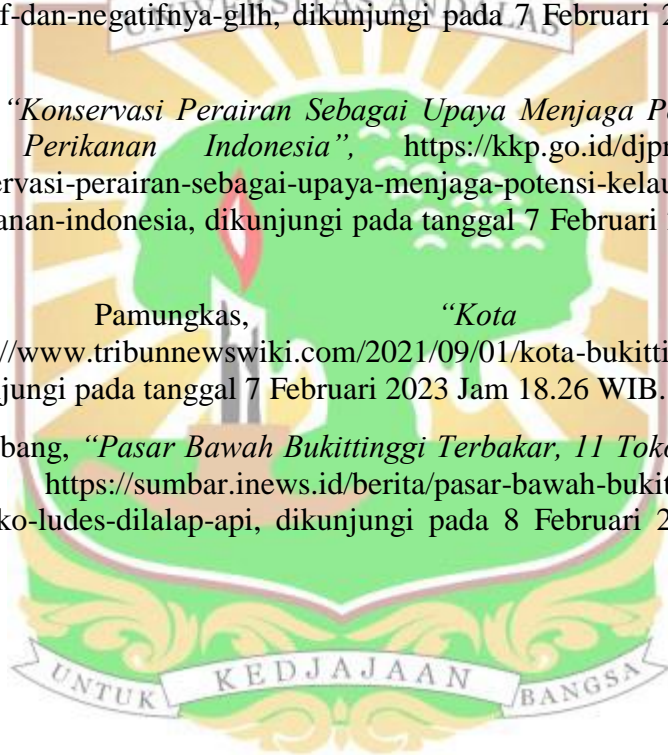 f-dan-negatifnya-gllh, dikunjungi pada 7 Februari 2
UNIVERSITAS ANDALAS
“Konservasi Perairan Sebagai Upaya Menjaga P
Perikanan Indonesia”, https://kkp.go.id/djpr
ervasi-perairan-sebagai-upaya-menjaga-potensi-kelau
anan-indonesia, dikunjungi pada tanggal 7 Februari
Pamungkas, “Kota
//www.tribunnewswiki.com/2021/09/01/kota-bukitti
jungi pada tanggal 7 Februari 2023 Jam 18.26 WIB.
bang, “Pasar Bawah Bukittinggi Terbakar, 11 Toko
https://sumbar.inews.id/berita/pasar-bawah-bukit
ko-ludes-dilalap-api, dikunjungi pada 8 Februari 2
UNTUK KEDJAJAAN BANGSA